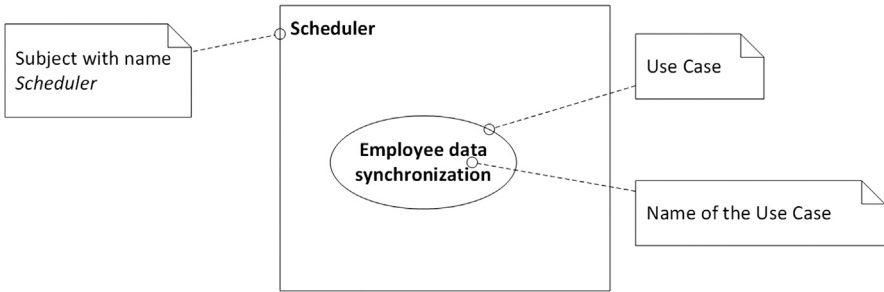 Subject with name
Scheduler
Scheduler
Employee data
synchronization
Use Case
Name of the Use Case